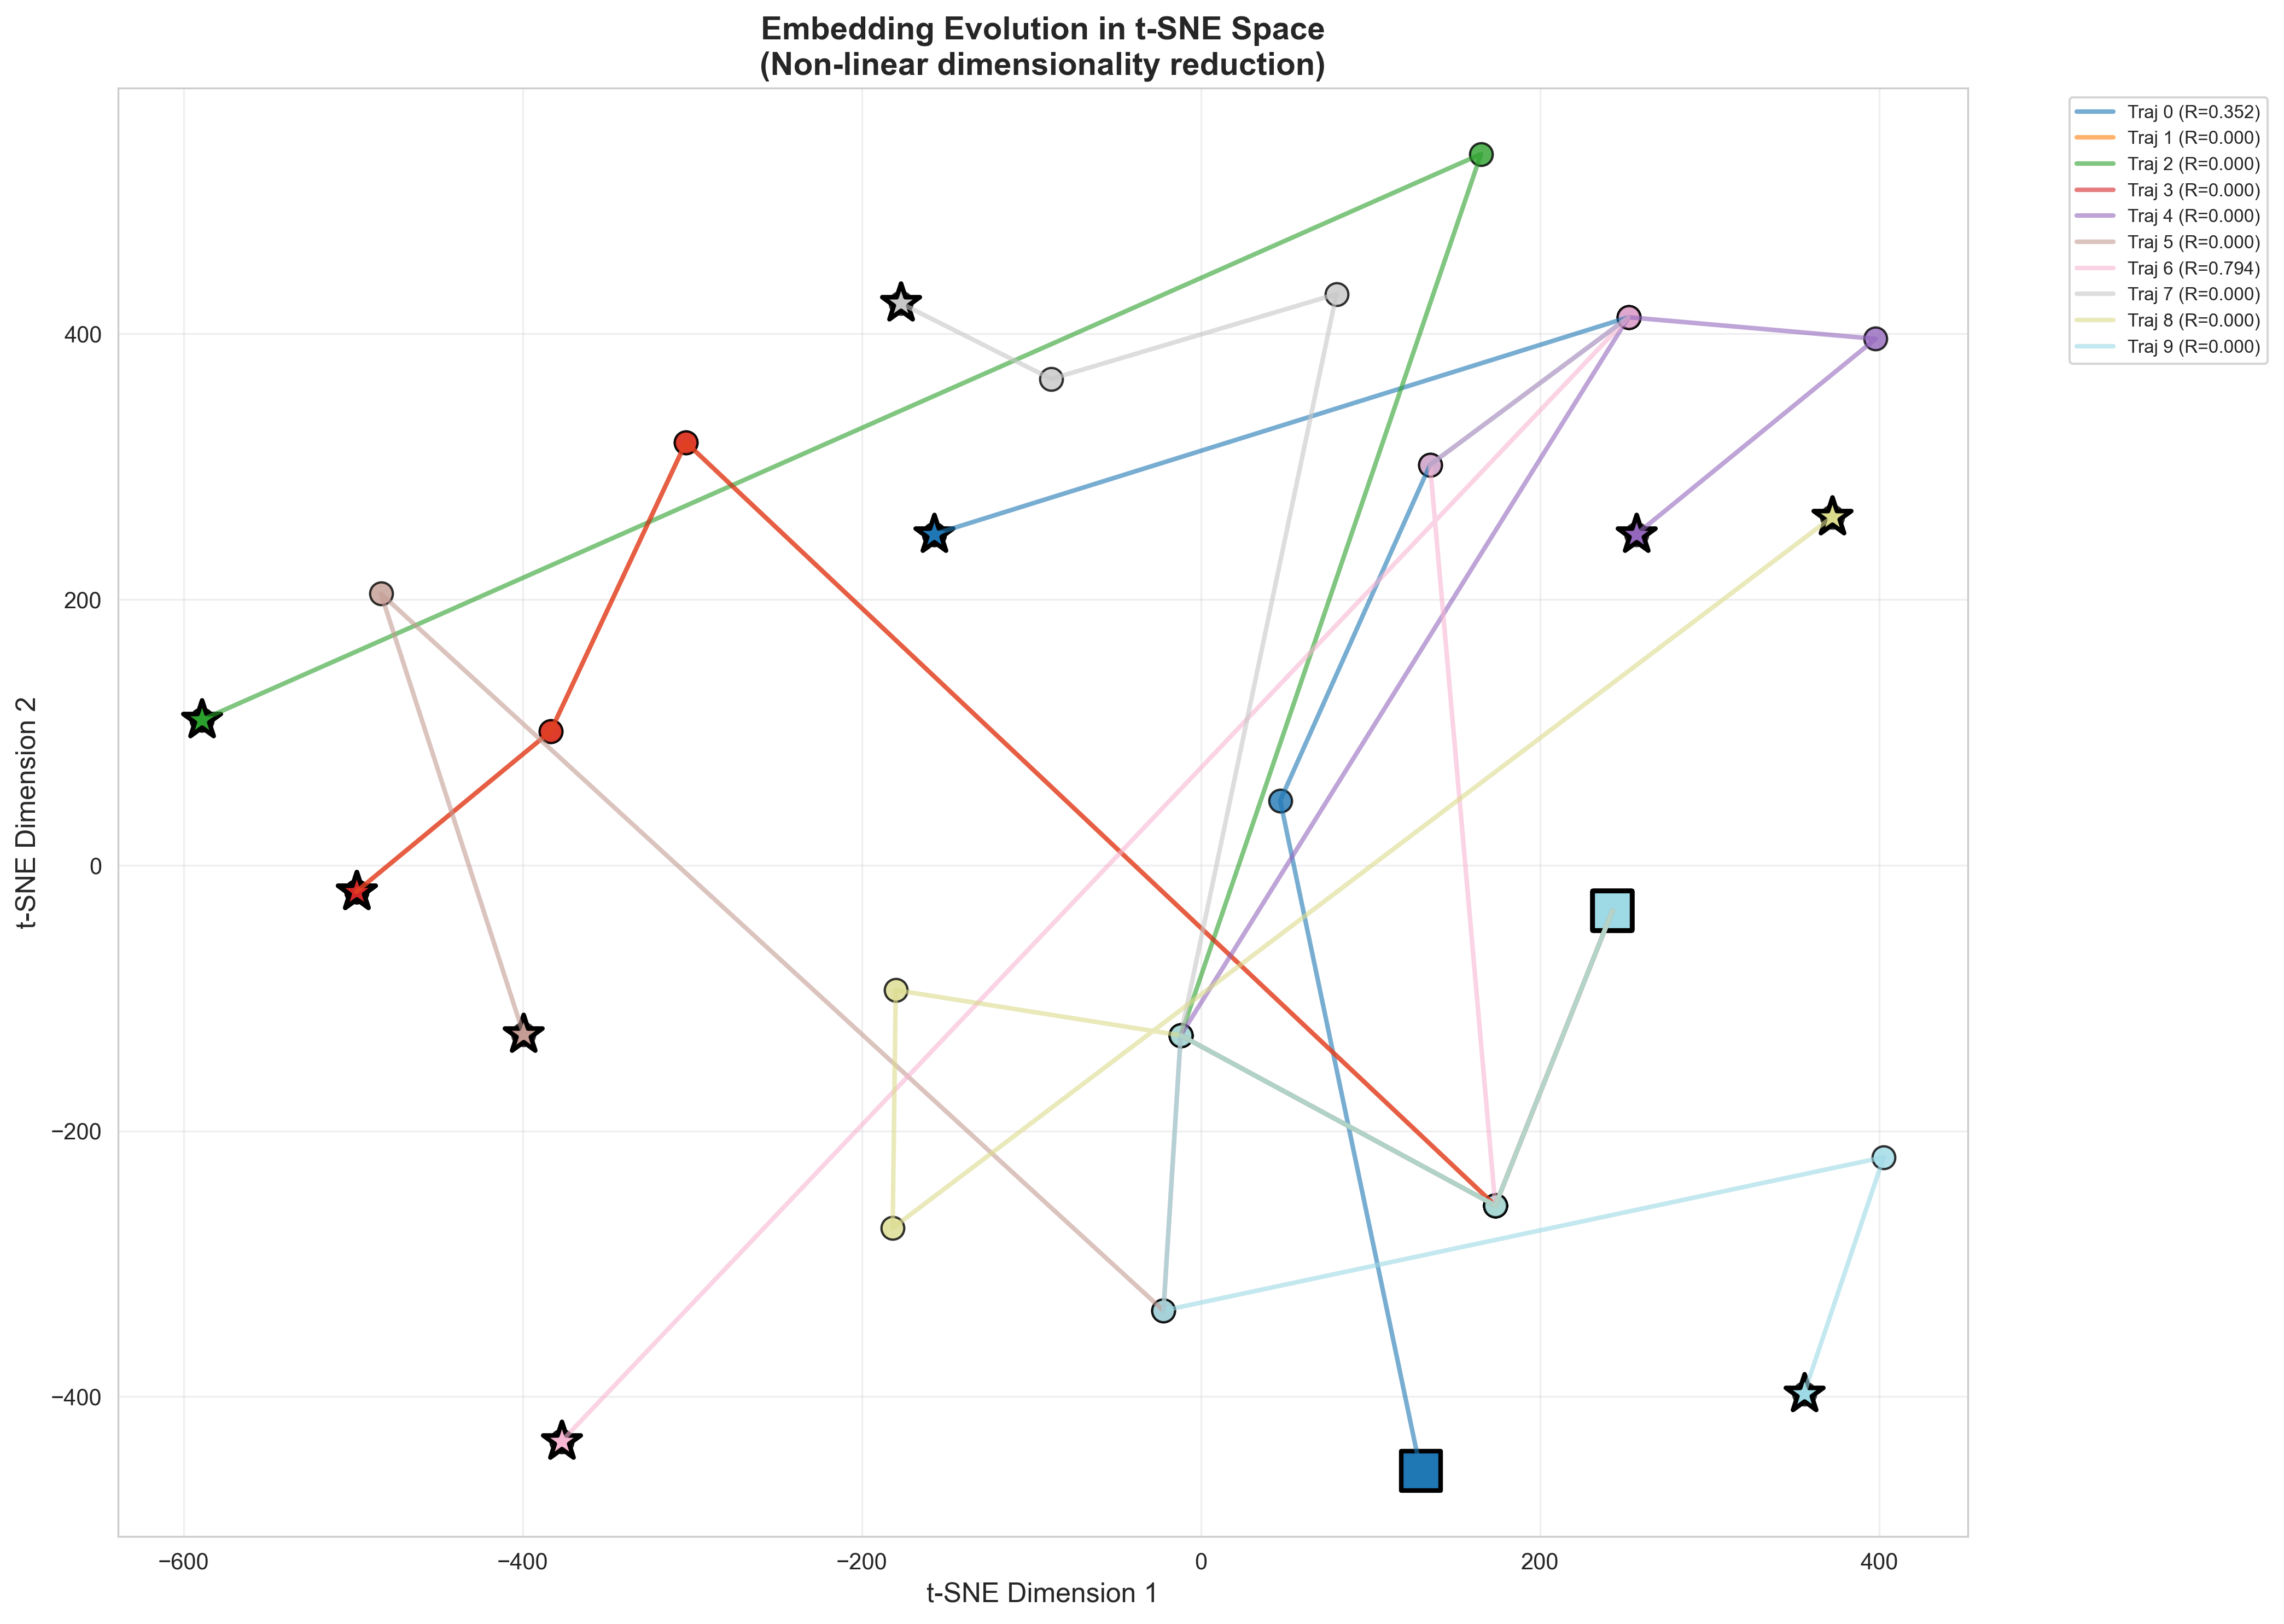 Embedding Evolution in t-SNE Space
(Non-linear dimensionality reduction)
Traj 0 (R=0.352)
Traj 1 (R=0.000)
Traj 2 (R=0.000)
Traj 3 (R=0.000)
Traj 4 (R=0.000)
Traj 5 (R=0.000)
Traj 6 (R=0.794)
Traj 7 (R=0.000)
Traj 8 (R=0.000)
Traj 9 (R=0.000)
t-SNE Dimension 2
400
200
0
−200
−400
−600
−400
−200
0
200
400
t-SNE Dimension 1